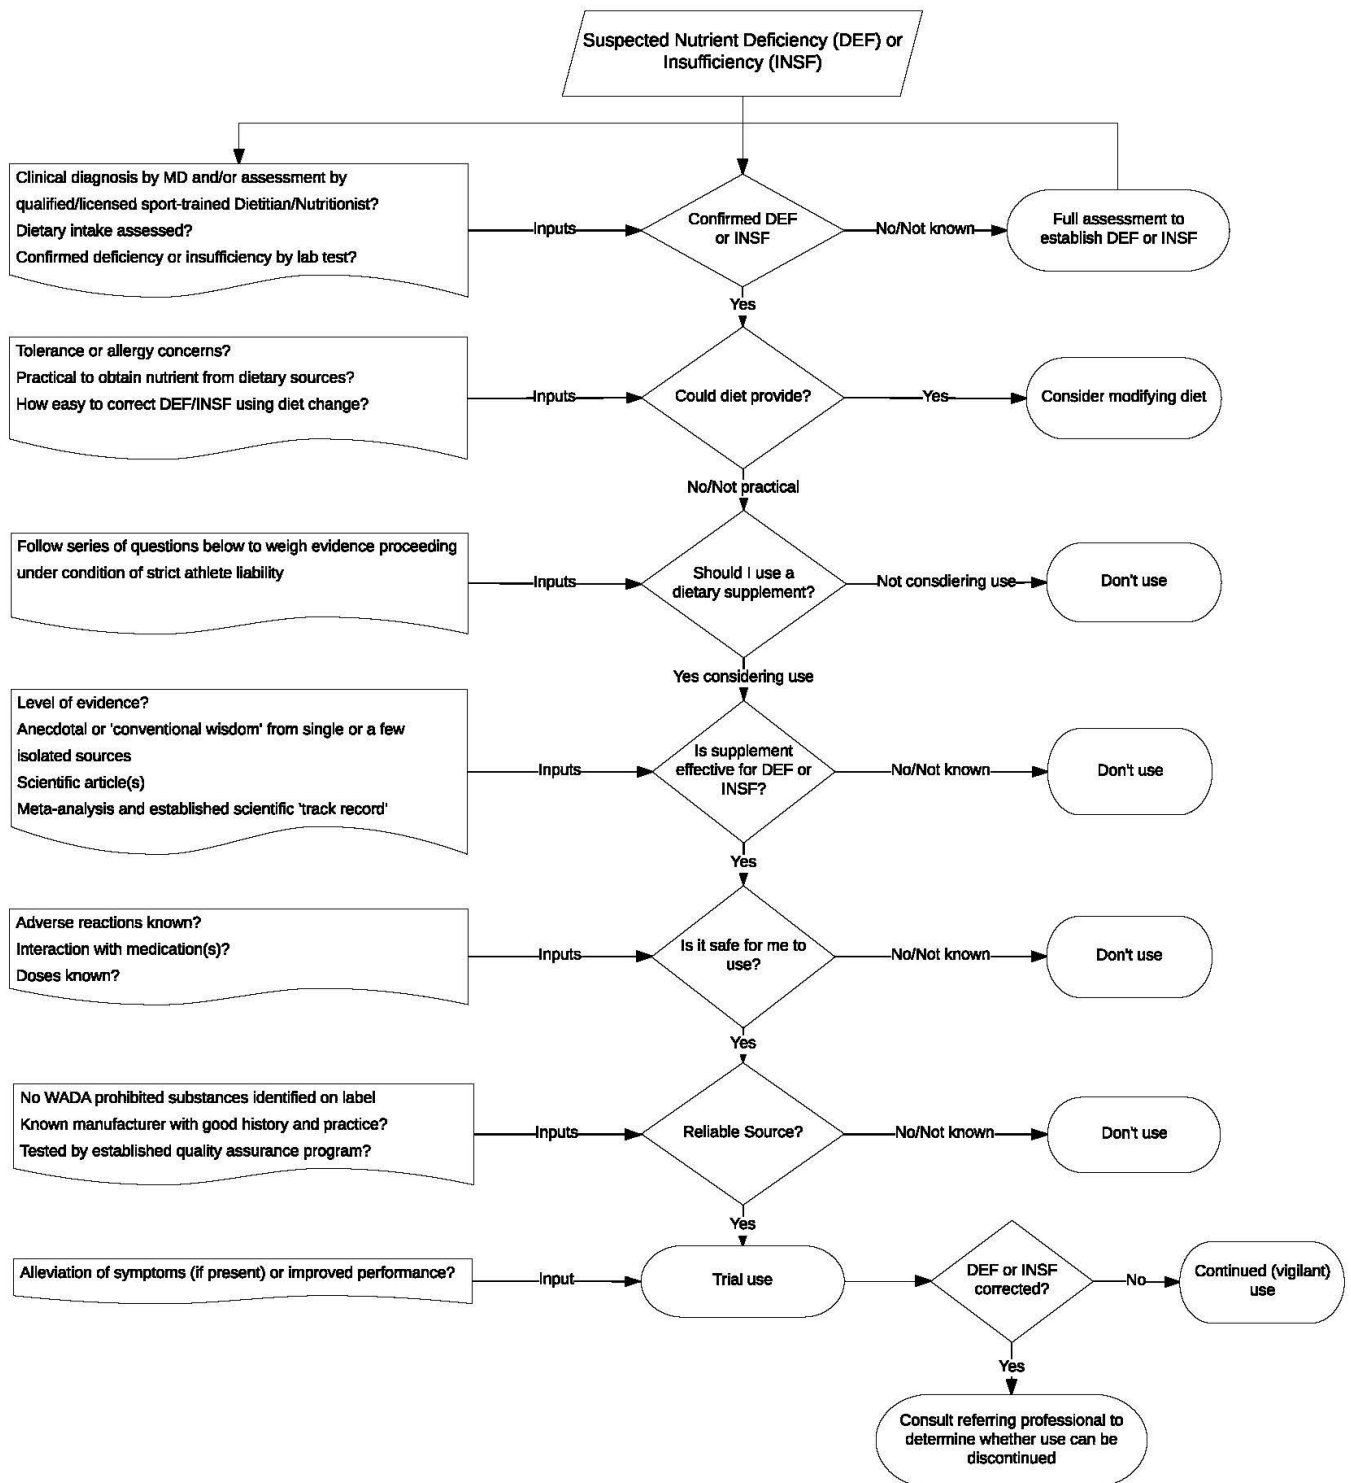 Suspected Nutrient Deficiency (DEF) or
Insufficiency (INSF)
Clinical diagnosis by MD and/or assessment by
qualified/licensed sport-trained Dietitian/Nutritionist?
Dietary intake assessed?
Confirmed deficiency or insufficiency by lab test?
Inputs
Confirmed DEF
or INSF
No/Not known
Full assessment to
establish DEF or INSF
Yes
Tolerance or allergy concerns?
Practical to obtain nutrient from dietary sources?
How easy to correct DEF/INSF using diet change?
Inputs
Could diet provide?
Yes
Consider modifying diet
No/Not practical
Follow series of questions below to weigh evidence proceeding
under condition of strict athlete liability
Inputs
Should I use a
dietary supplement?
Not consdiering use
Don't use
Yes considering use
Level of evidence?
Anecdotal or 'conventional wisdom' from single or a few
isolated sources
Scientific article(s)
Meta-analysis and established scientific 'track record'
Inputs
Is supplement
effective for DEF or
INSF?
No/Not known
Don't use
Yes
Adverse reactions known?
Interaction with medication(s)?
Doses known?
Inputs
Is it safe for me to
use?
No/Not known
Don't use
Yes
No WADA prohibited substances identified on label
Known manufacturer with good history and practice?
Tested by established quality assurance program?
Inputs
Reliable Source?
No/Not known
Don't use
Yes
Alleviation of symptoms (if present) or improved performance?
Input
Trial use
DEF or INSF
corrected?
No
Continued (vigilant)
use
Yes
Consult referring professional to
determine whether use can be
discontinued